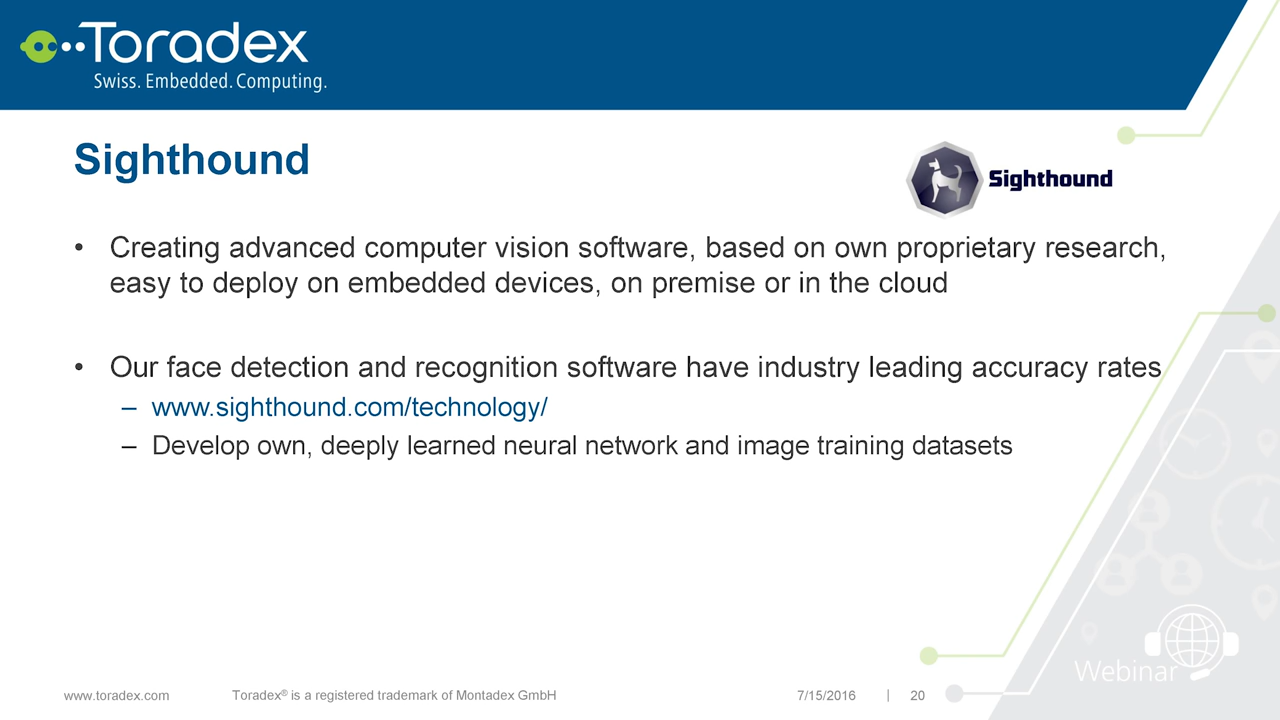 Toradex
Swiss. Embedded. Computing.
Sighthound
Sighthound
• Creating advanced computer vision software, based on own proprietary research,
easy to deploy on embedded devices, on premise or in the cloud
• Our face detection and recognition software have industry leading accuracy rates
– www.sighthound.com/technology/
– Develop own, deeply learned neural network and image training datasets
Webinar
www.toradex.com Toradex® is a registered trademark of Montadex GmbH 7/15/2016 | 20